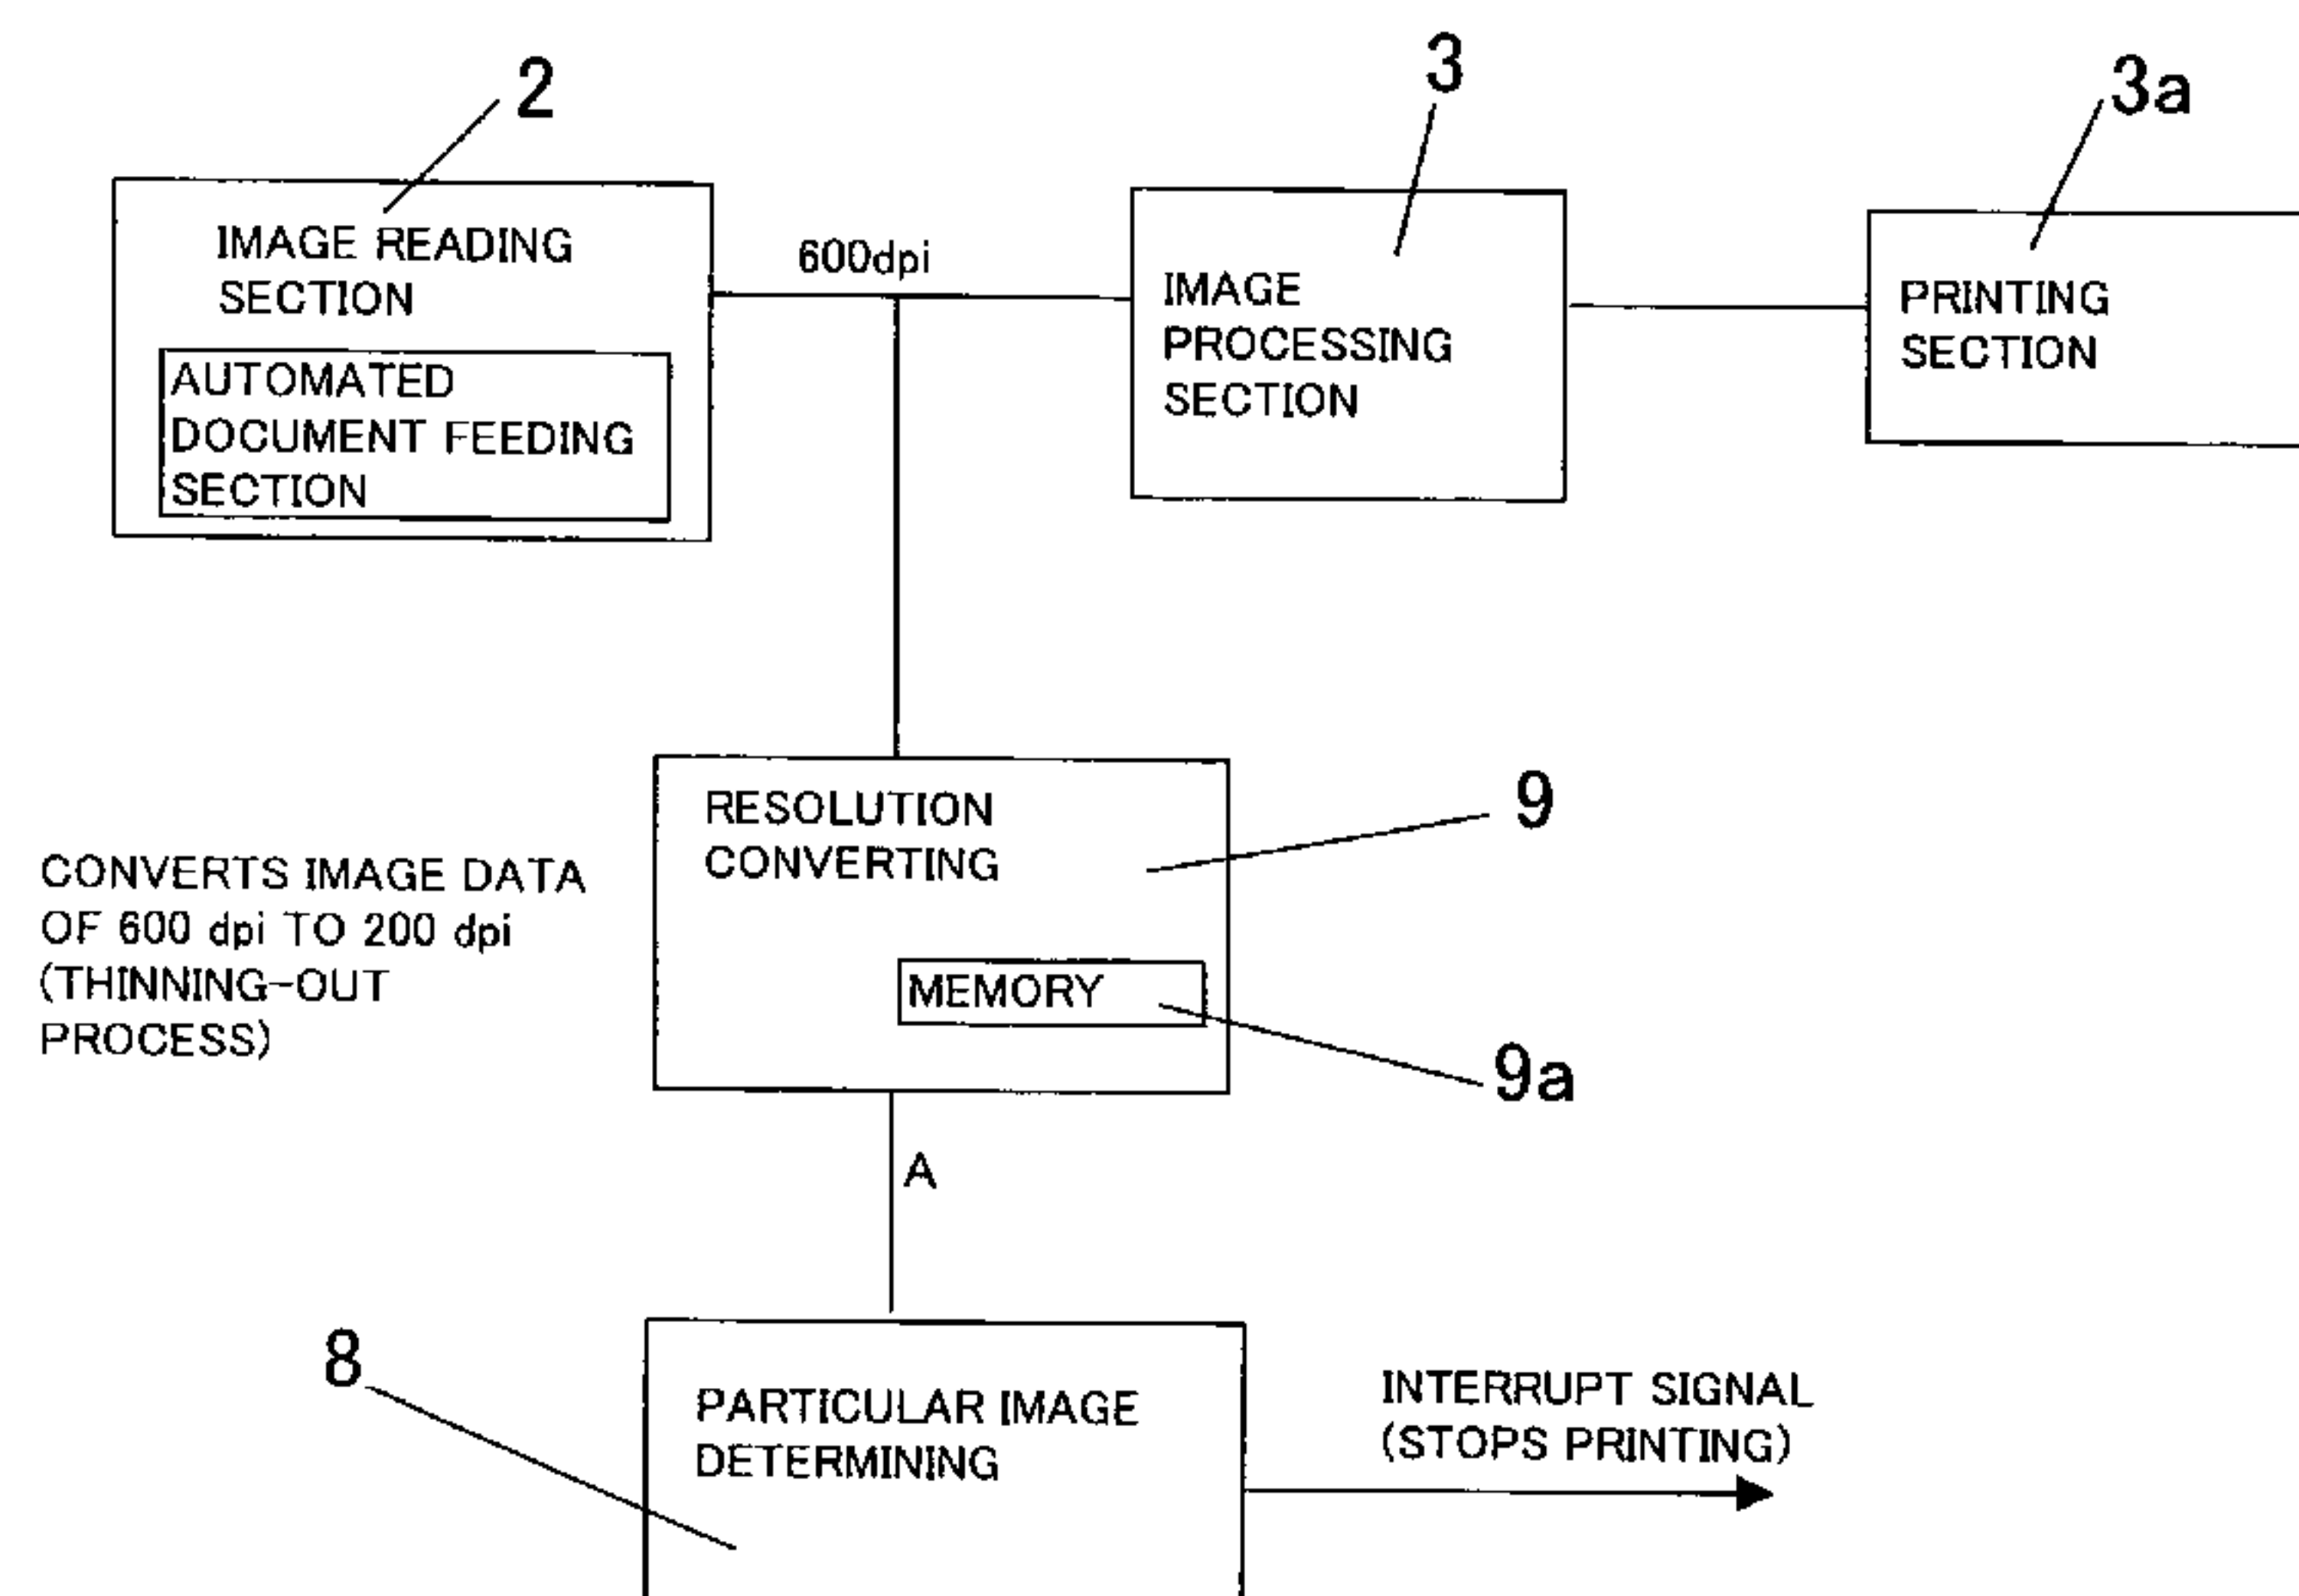 2
3
3a
IMAGE READING
SECTION
AUTOMATED
DOCUMENT FEEDING
SECTION
600dpi
IMAGE
PROCESSING
SECTION
PRINTING
SECTION
RESOLUTION
CONVERTING
9
MEMORY
9a
CONVERTS IMAGE DATA
OF 600 dpi TO 200 dpi
(THINNING-OUT
PROCESS)
A
8
PARTICULAR IMAGE
DETERMINING
INTERRUPT SIGNAL
(STOPS PRINTING)